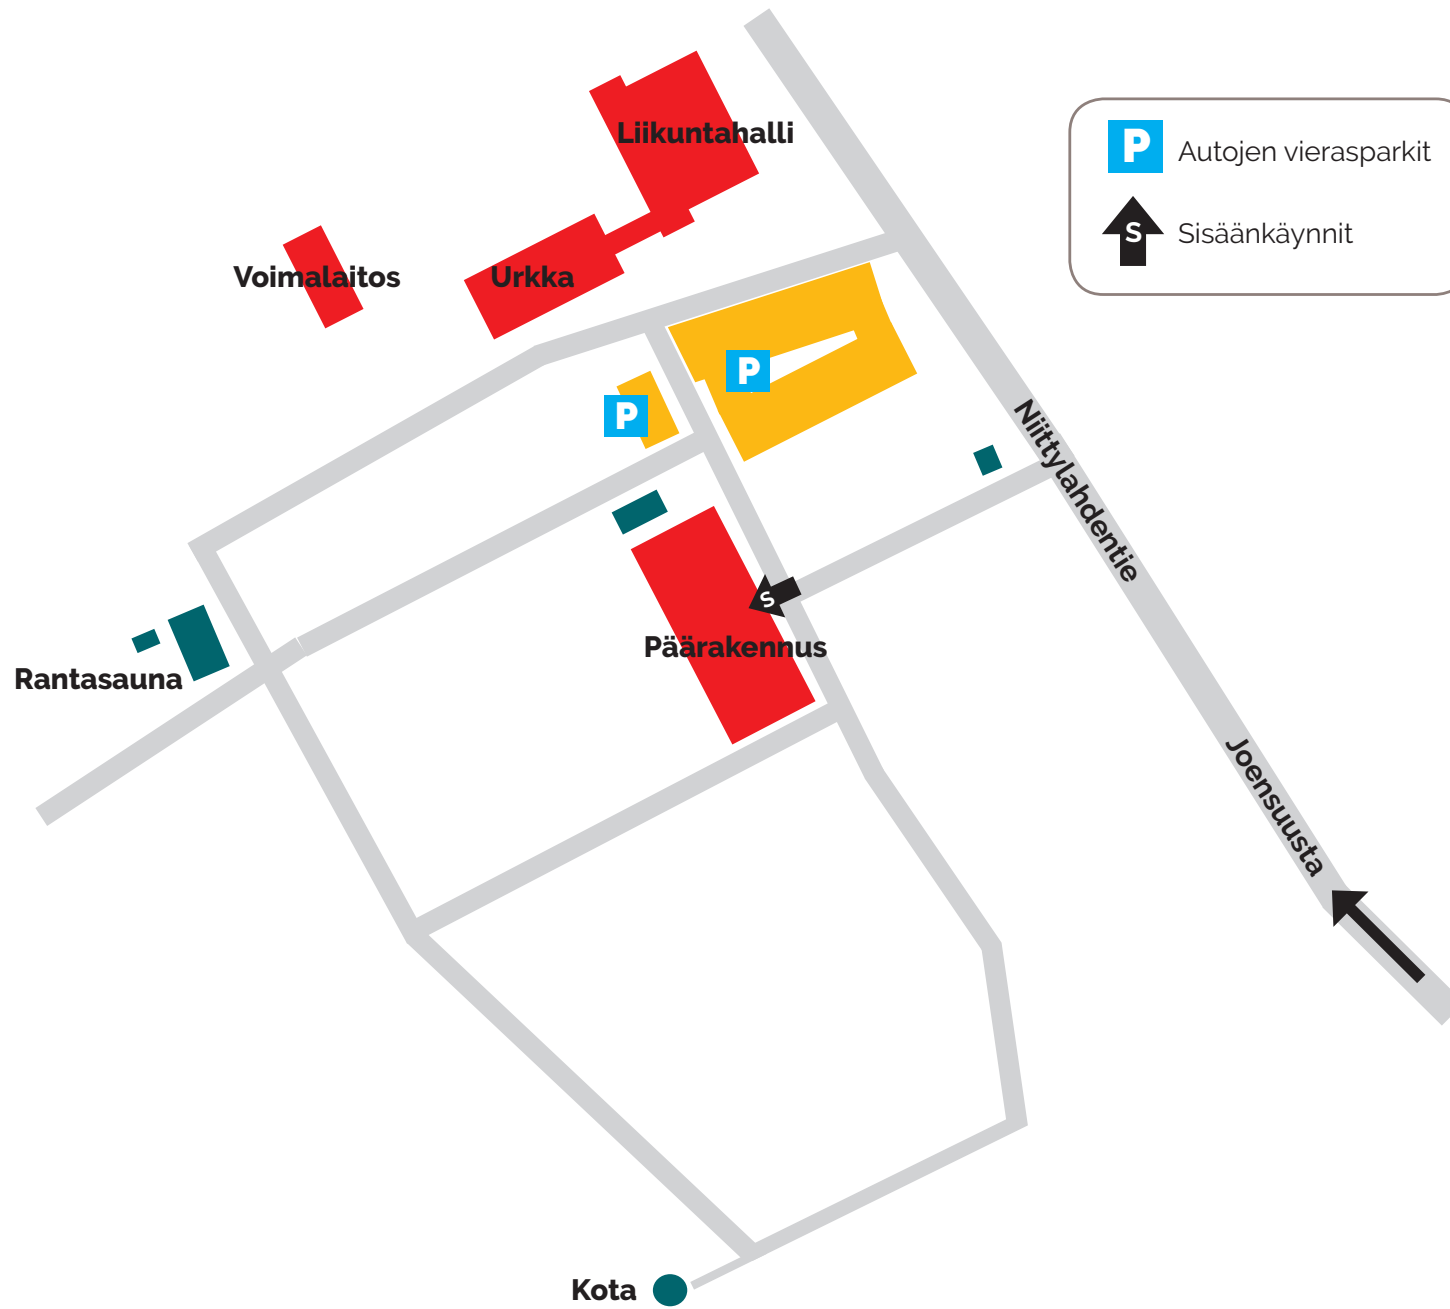 Liikuntahalli
P Autojen vierasparkit
S Sisäänkäynnit
Voimalaitos
Urkka
P
P
Niittylahdentie
S
Päärakennus
Rantasauna
Joensuusta
Kota